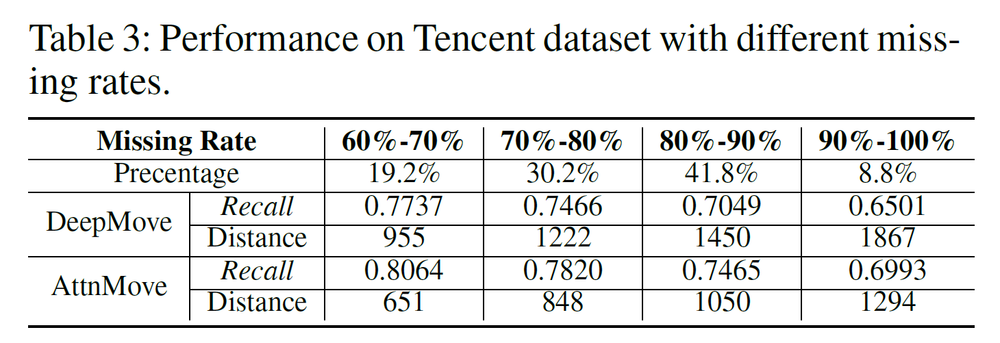 Table 3: Performance on Tencent dataset with different miss-
ing rates.
Missing Rate 60%-70% 70%-80% 80%-90% 90%-100%
Precentage 19.2% 30.2% 41.8% 8.8%
DeepMove Recall 0.7737 0.7466 0.7049 0.6501
Distance 955 1222 1450 1867
AttnMove Recall 0.8064 0.7820 0.7465 0.6993
Distance 651 848 1050 1294